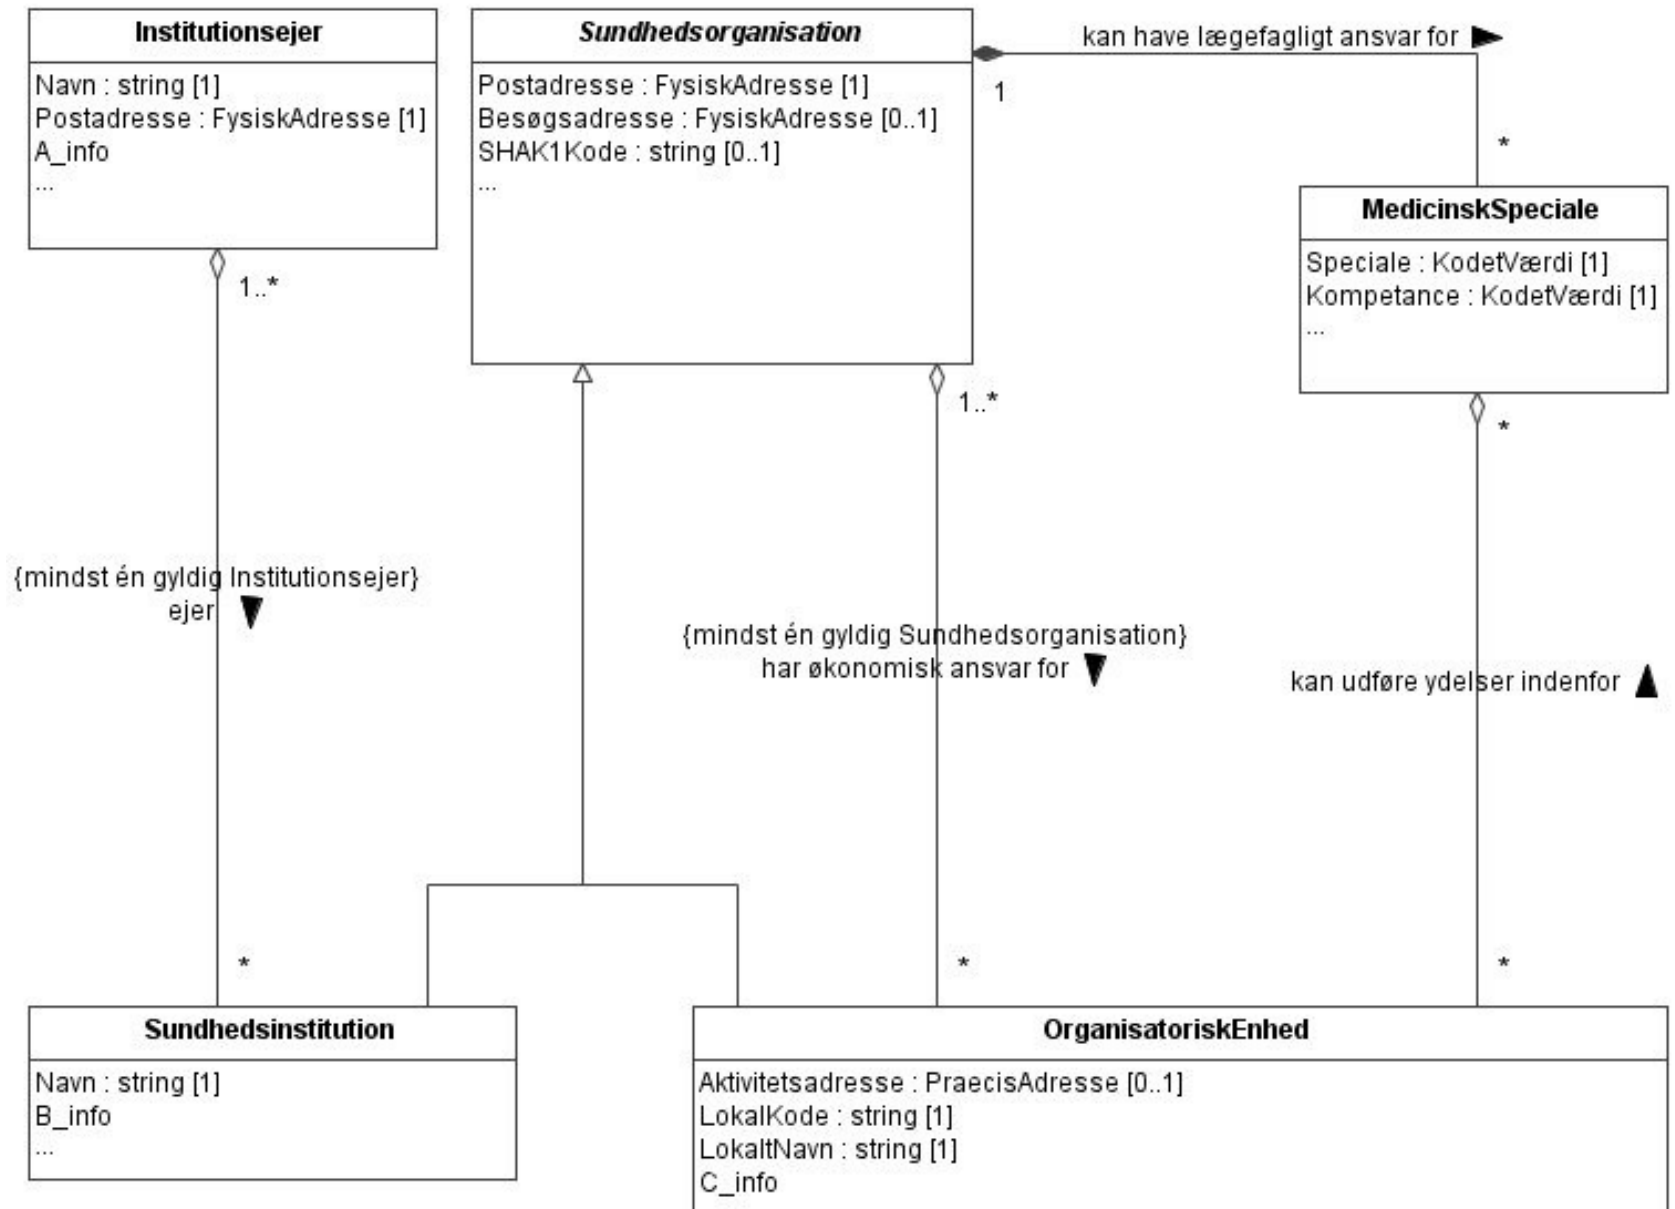 Institutionsejer
Navn : string [1]
Postadresse : FysiskAdresse [1]
A_info
...
1..*
Sundhedsorganisation
Postadresse : FysiskAdresse [1]
Besøgsadresse : FysiskAdresse [0..1]
SHAK1Kode : string [0..1]
...
kan have lægefagligt ansvar for
1
*
MedicinskSpeciale
Speciale : KodetVærdi [1]
Kompetance : KodetVærdi [1]
...
1..*
*
{mindst én gyldig Institutionsejer}
ejer
{mindst én gyldig Sundhedsorganisation}
har økonomisk ansvar for
kan udføre ydelser indenfor
*
*
*
Sundhedsinstitution
Navn : string [1]
B_info
...
OrganisatoriskEnhed
Aktivitetsadresse : PraecisAdresse [0..1]
LokalKode : string [1]
LokaltNavn : string [1]
C_info